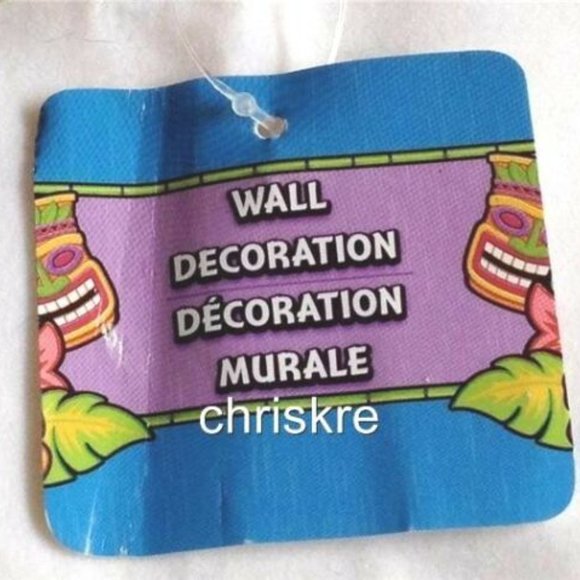 WALL
DECORATION
DÉCORATION
MURALE
chriskre